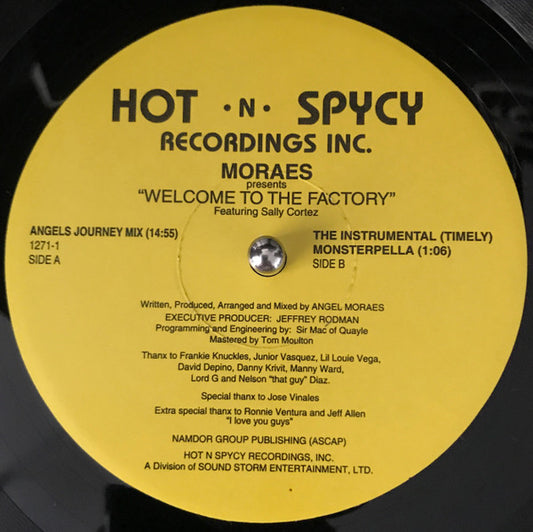 HOT • N • SPYCY
RECORDINGS INC.
MORAES
presents
"WELCOME TO THE FACTORY"
Featuring Sally Cortez
ANGELS JOURNEY MIX (14:55)
1271-1
SIDE A
THE INSTRUMENTAL (TIMELY)
MONSTERPELLA (1:06)
SIDE B
Written, Produced, Arranged and Mixed by ANGEL MORAES
EXECUTIVE PRODUCER: JEFFREY RODMAN
Programming and Engineering by: Sir Mac of Quayle
Mastered by Tom Moulton
Thanx to Frankie Knuckles, Junior Vasquez, Lil Louie Vega,
David Depino, Danny Krivit, Manny Ward,
Lord G and Nelson "that guy" Diaz.
Special thanx to Jose Vinales
Extra special thanx to Ronnie Ventura and Jeff Allen
"I love you guys"
NAMDOR GROUP PUBLISHING (ASCAP)
HOT N SPYCY RECORDINGS, INC.
A Division of SOUND STORM ENTERTAINMENT, LTD.